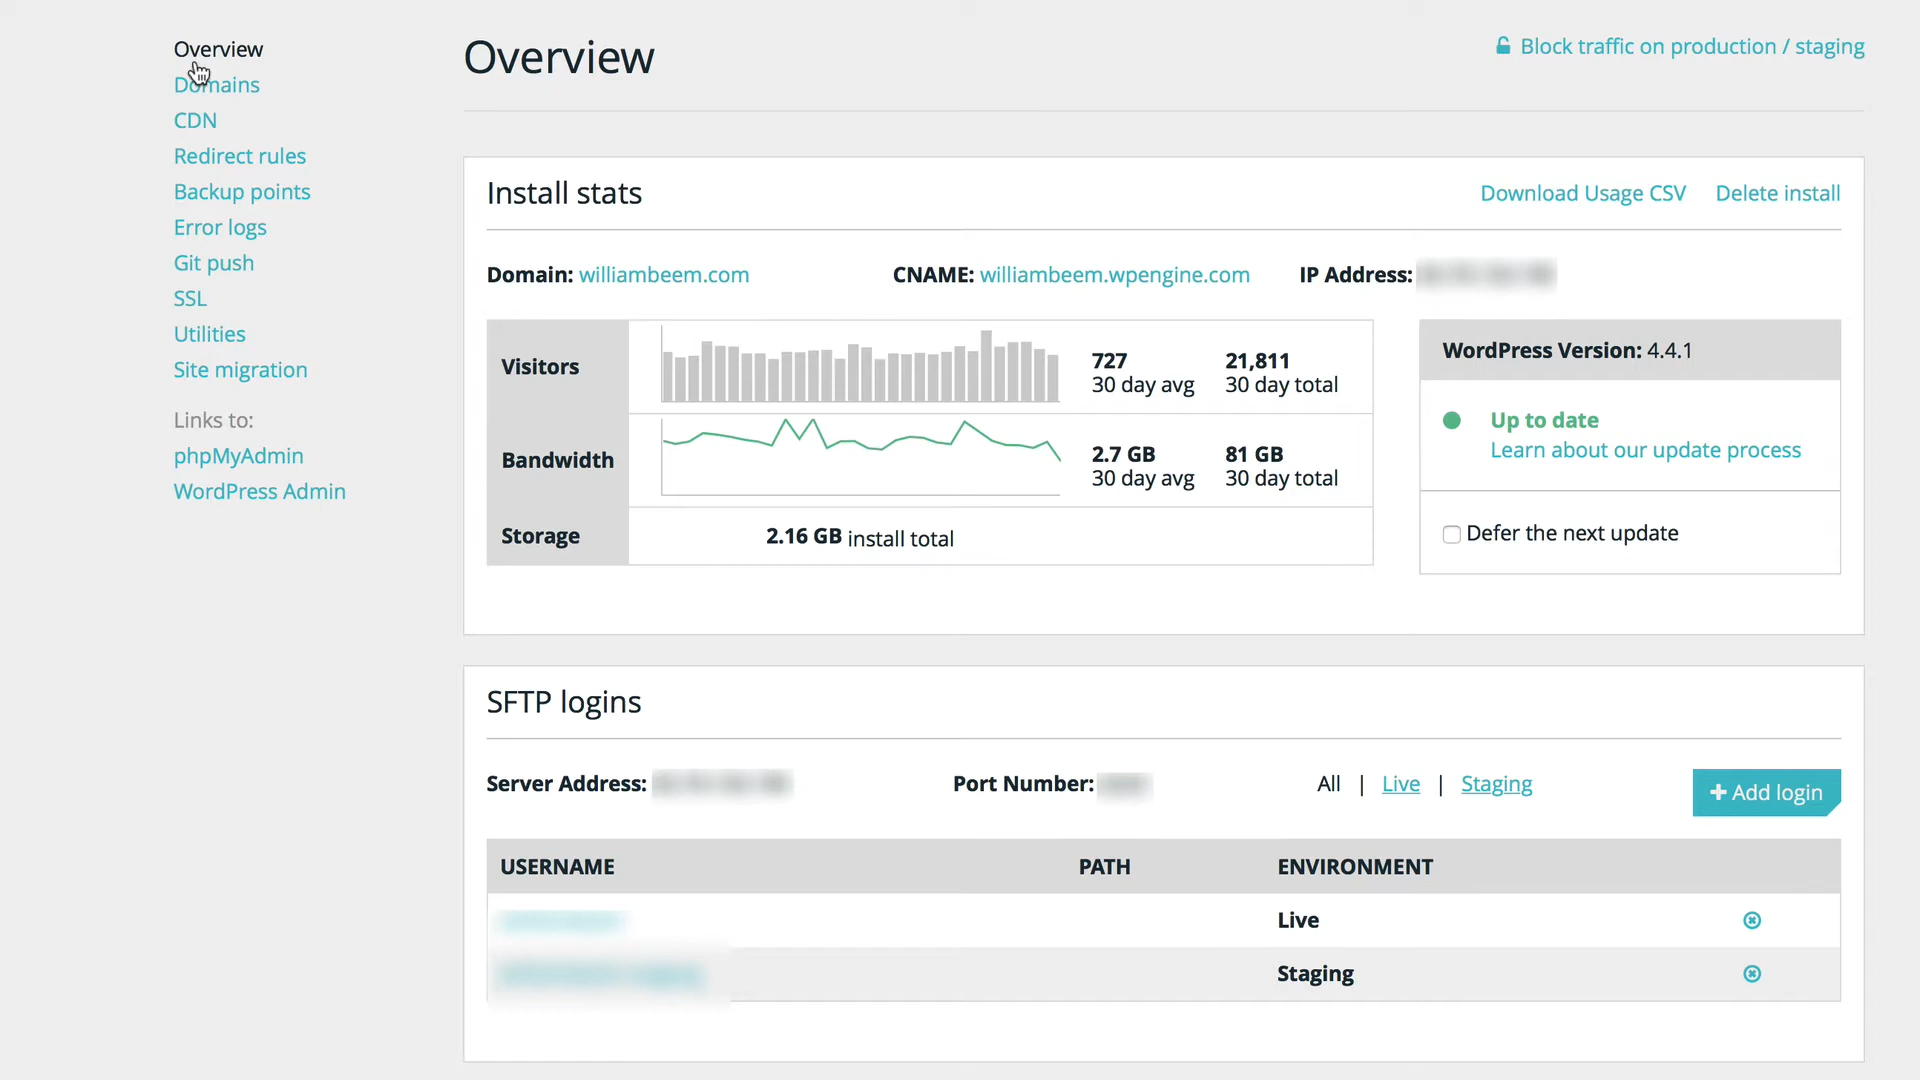 Overview
Domains
CDN
Redirect rules
Backup points
Error logs
Git push
SSL
Utilities
Site migration
Links to:
phpMyAdmin
WordPress Admin
Overview
Block traffic on production / staging
Install stats
Download Usage CSV Delete install
Domain: williambeem.com CNAME: williambeem.wpengine.com IP Address:
Visitors
727 21,811
30 day avg 30 day total
Bandwidth
2.7 GB 81 GB
30 day avg 30 day total
Storage 2.16 GB install total
WordPress Version: 4.4.1
Up to date
Learn about our update process
Defer the next update
SFTP logins
Server Address: Port Number: All | Live | Staging + Add login
USERNAME PATH ENVIRONMENT
Live
Staging